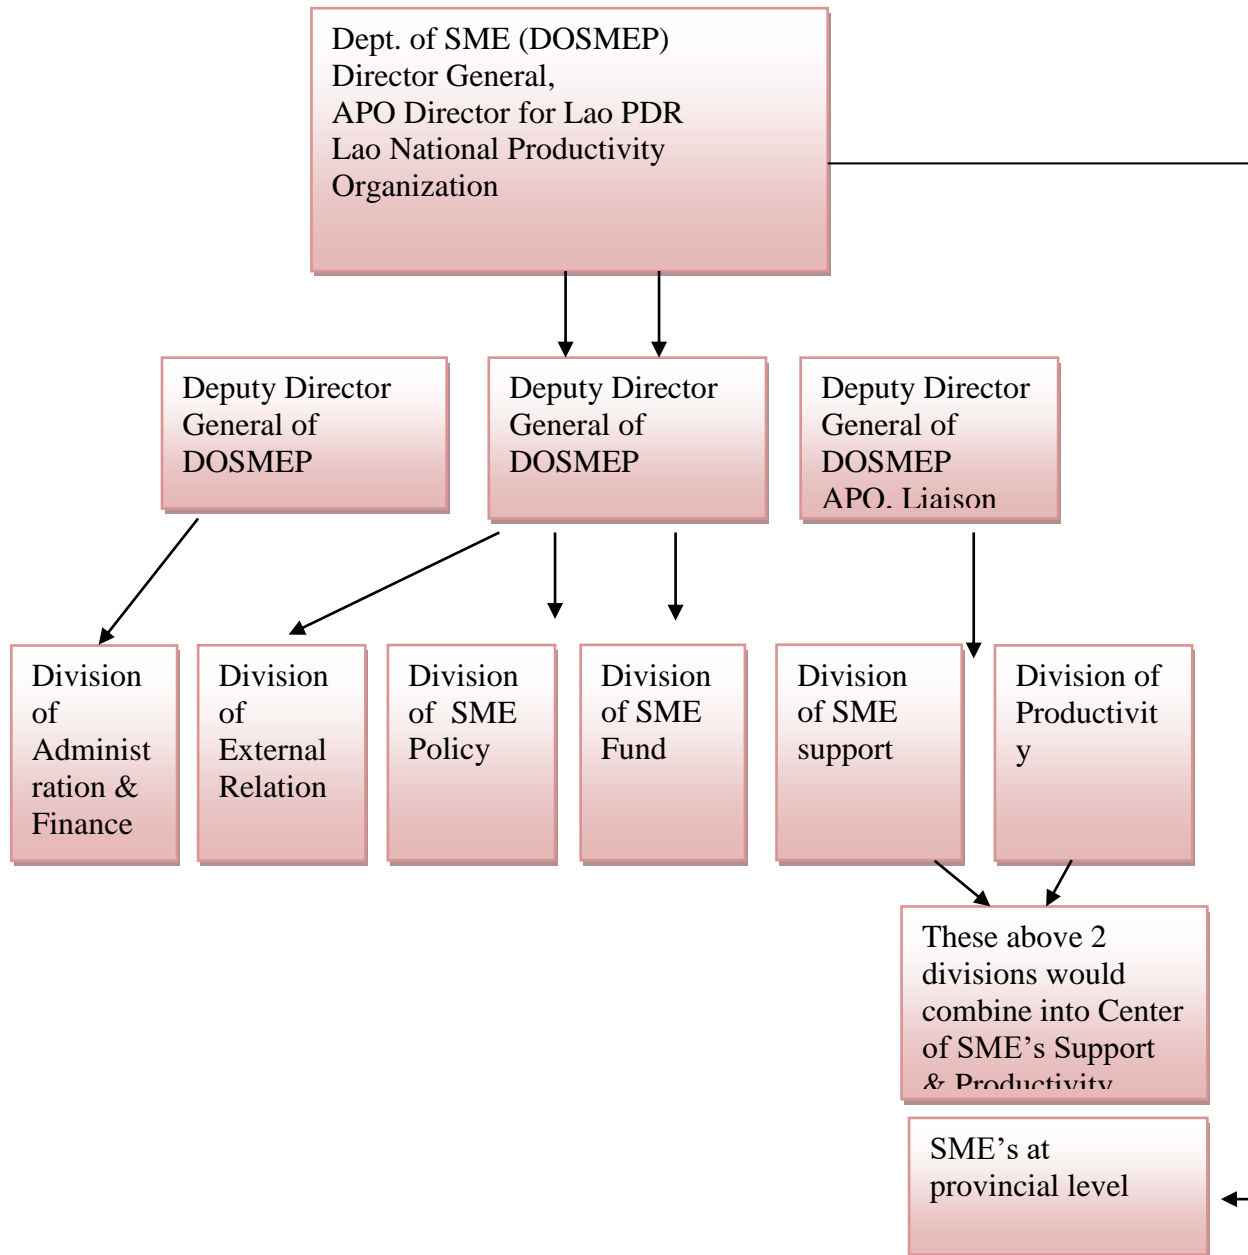 Dept. of SME (DOSMEP)
Director General,
APO Director for Lao PDR
Lao National Productivity
Organization
Deputy Director
General of
DOSMEP
Deputy Director
General of
DOSMEP
Deputy Director
General of
DOSMEP
APO. Liaison
Division
of
Administ
ration &
Finance
Division
of
External
Relation
Division
of  SME
Policy
Division
of SME
Fund
Division
of SME
support
Division of
Productivit
y
These above 2
divisions would
combine into Center
of SME’s Support
& Productivity
SME’s at
provincial level